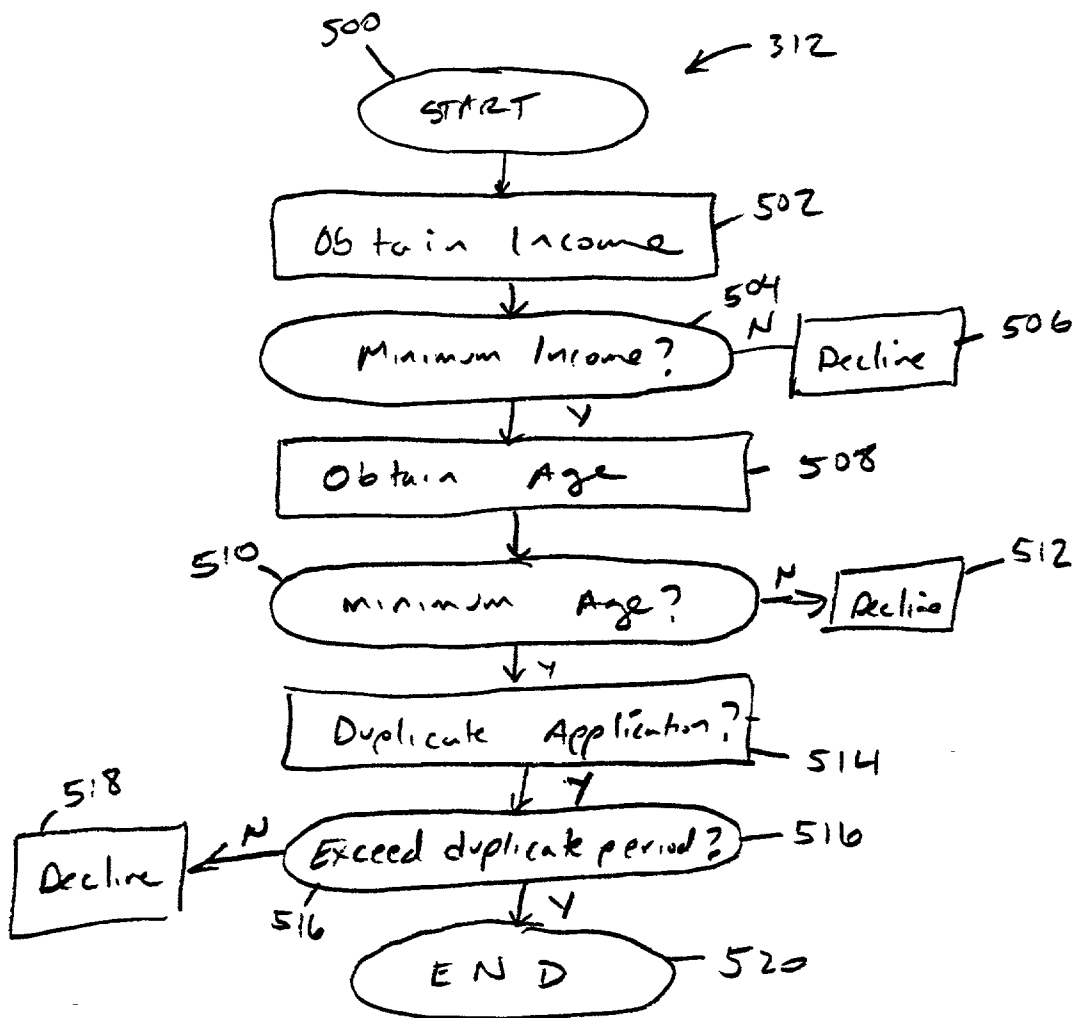 500
312
START
502
Obtain Income
504
Minimum Income?
N
Decline
506
Y
Obtain Age
508
510
Minimum Age?
N
Decline
512
Y
Duplicate Application?
514
Y
518
Decline
N
Exceed duplicate period?
516
516
Y
END
520